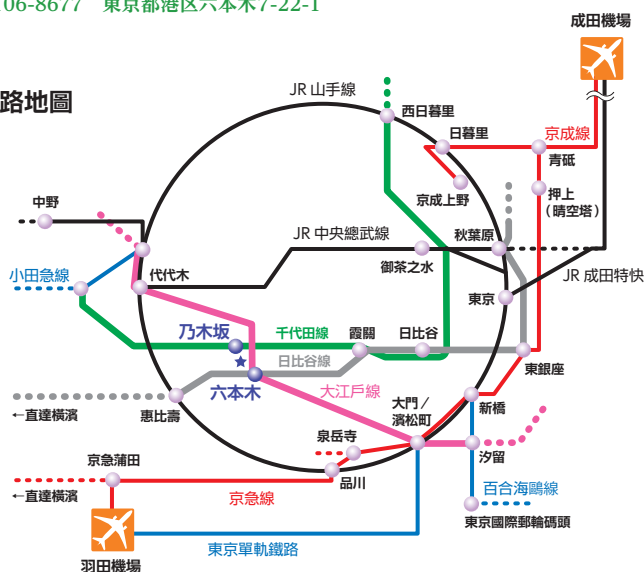 106-8677 東京都港区六本木7-22-1
成田機場
路地圖
JR 山手線
西日暮里
日暮里
京成線
青砥
京成上野
押上
（晴空塔）
中野
秋葉原
JR 中央總武線
御茶之水
小田急線
代代木
JR 成田特快
東京
乃木坂
千代田線
霞關
日比谷
日比谷線
東銀座
六本木
大江戶線
惠比壽
大門／
濱松町
新橋
←直達橫濱
泉岳寺
汐留
京急蒲田
品川
←直達橫濱
京急線
百合海鷗線
東京國際郵輪碼頭
東京單軌鐵路
羽田機場